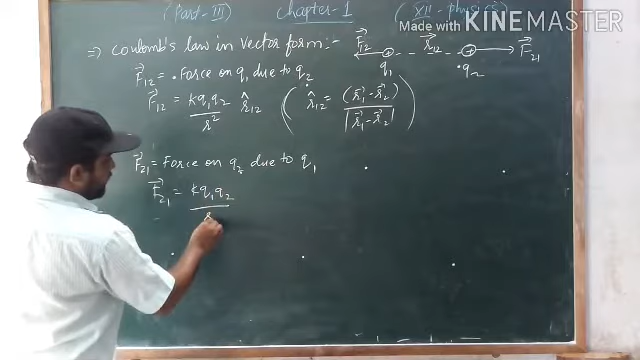 (Part-III) Chapter-1 (XII-physics)
Made with KINEMASTER
⇒ Coulomb's law in vector form:-
F⃗12 r⃗12 F⃗21
q1 q2
F⃗12 = Force on q1 due to q2
F⃗12 = kq1q2/r² r̂12 ( r̂12 = (r⃗1 - r⃗2)/|r⃗1 - r⃗2| )
F⃗21 = Force on q2 due to q1
F⃗21 = kq1q2